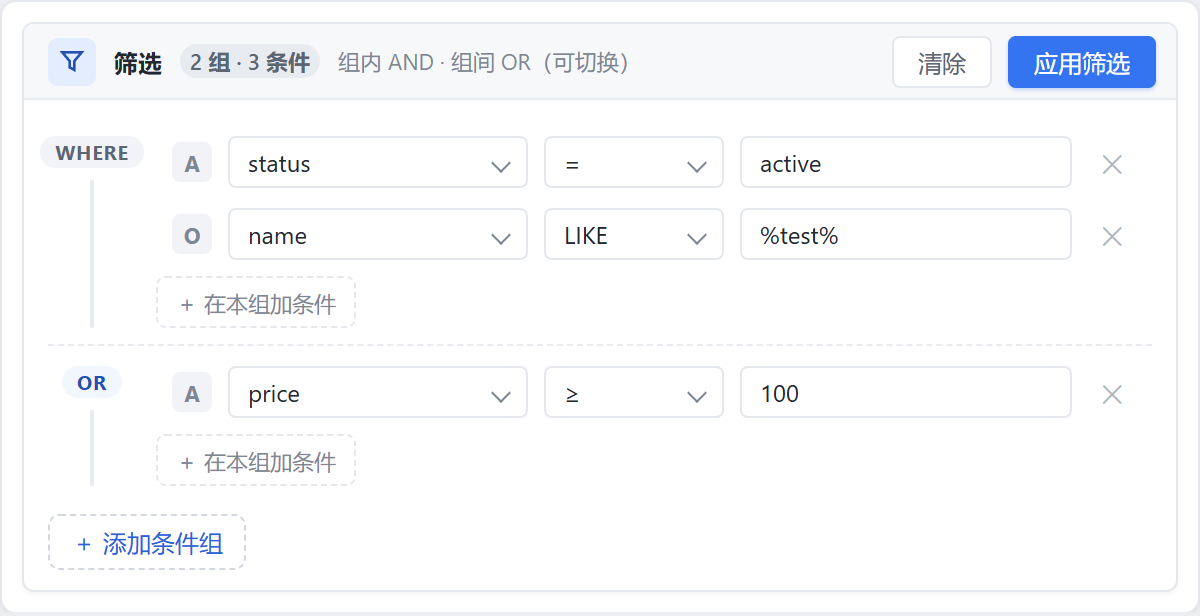 筛选 2 组 · 3 条件 组内 AND · 组间 OR（可切换） 清除 应用筛选
WHERE A status = active
O name LIKE %test%
+ 在本组加条件
OR A price ≥ 100
+ 在本组加条件
+ 添加条件组